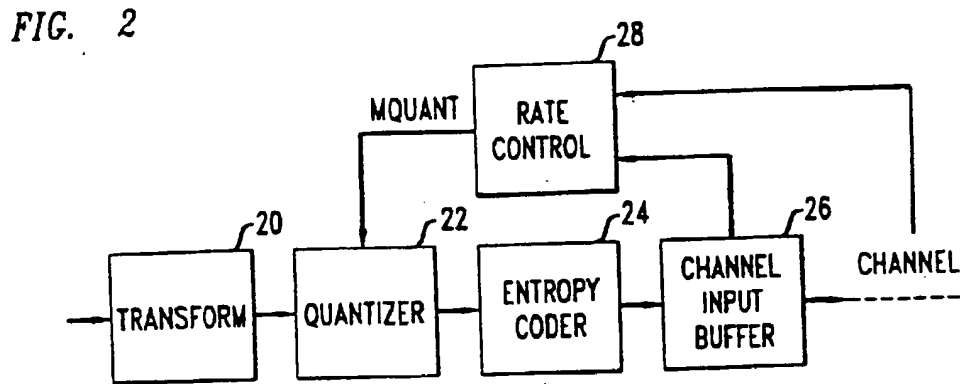 FIG. 2
28
MQUANT
RATE
CONTROL
20
22
24
26
TRANSFORM
QUANTIZER
ENTROPY
CODER
CHANNEL
INPUT
BUFFER
CHANNEL